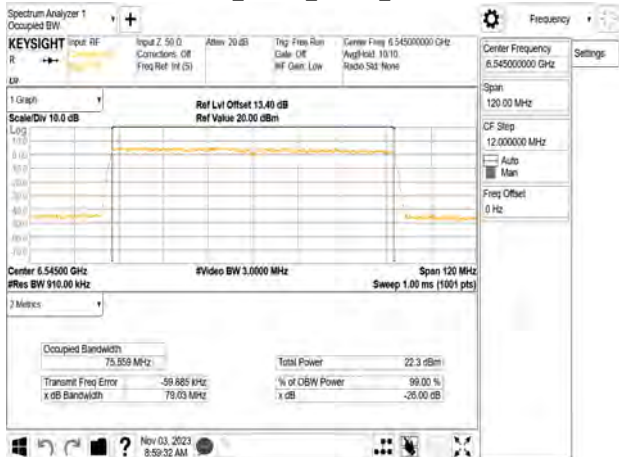 Spectrum Analyzer 1
Occupied BW
+
Frequency
KEYSIGHT
Input: RF
Input Z: 50 Ω
Atten: 20 dB
Trig: Free Run
Center Freq: 6.545000000 GHz
R
Corrections: Off
Gate: Off
Avg|Hold: 10/10
Freq Ref: Int (S)
#IF Gain: Low
Radio Std: None
Center Frequency
6.545000000 GHz
Settings
Span
120.00 MHz
CF Step
12.000000 MHz
Auto
Man
Freq Offset
0 Hz
1 Graph
Scale/Div 10.0 dB
Ref Lvl Offset 13.40 dB
Ref Value 20.00 dBm
Log
10.0
0.00
Center 6.54500 GHz
#Video BW 3.0000 MHz
Span 120 MHz
#Res BW 910.00 kHz
Sweep 1.00 ms (1001 pts)
2 Metrics
Occupied Bandwidth
75.559 MHz
Total Power
22.3 dBm
Transmit Freq Error
-59.885 kHz
% of OBW Power
99.00 %
x dB Bandwidth
79.03 MHz
x dB
-26.00 dB
?
Nov 03, 2023
8:59:32 AM